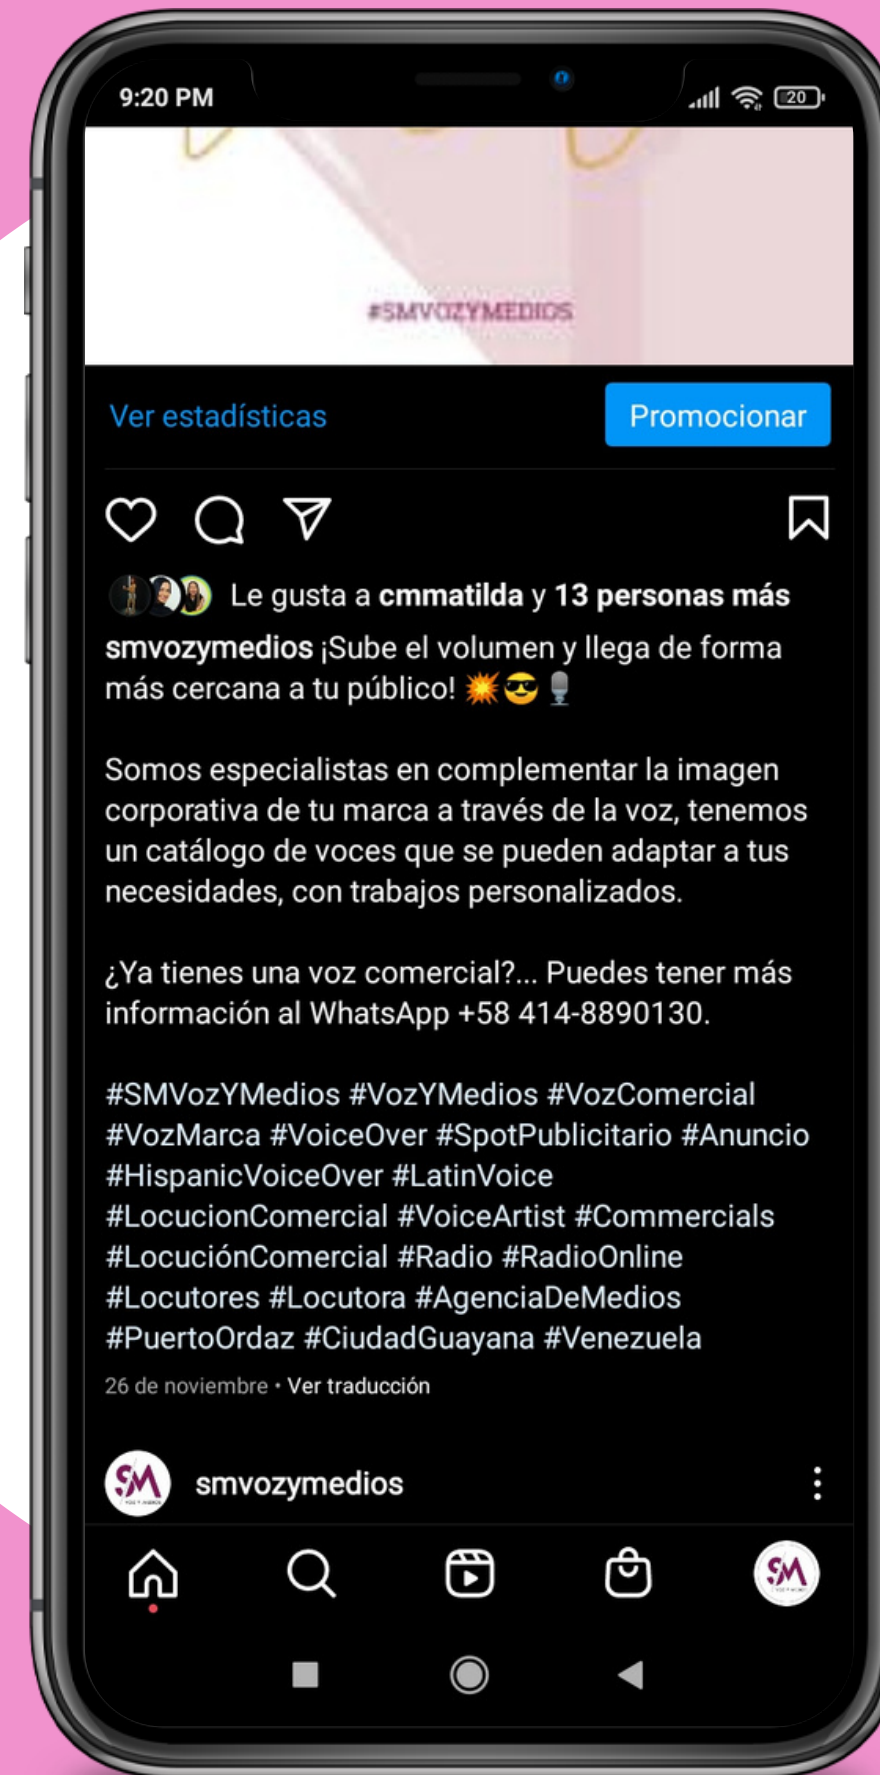 9:20 PM
20
#SMVOZYMEDIOS
Ver estadísticas
Promocionar
Le gusta a cmmatilda y 13 personas más
smvozymedios ¡Sube el volumen y llega de forma
más cercana a tu público! 💥😎🎙️
Somos especialistas en complementar la imagen
corporativa de tu marca a través de la voz, tenemos
un catálogo de voces que se pueden adaptar a tus
necesidades, con trabajos personalizados.
¿Ya tienes una voz comercial?... Puedes tener más
información al WhatsApp +58 414-8890130.
#SMVozYMedios #VozYMedios #VozComercial
#VozMarca #VoiceOver #SpotPublicitario #Anuncio
#HispanicVoiceOver #LatinVoice
#LocucionComercial #VoiceArtist #Commercials
#LocuciónComercial #Radio #RadioOnline
#Locutores #Locutora #AgenciaDeMedios
#PuertoOrdaz #CiudadGuayana #Venezuela
26 de noviembre • Ver traducción
SM
smvozymedios
SM